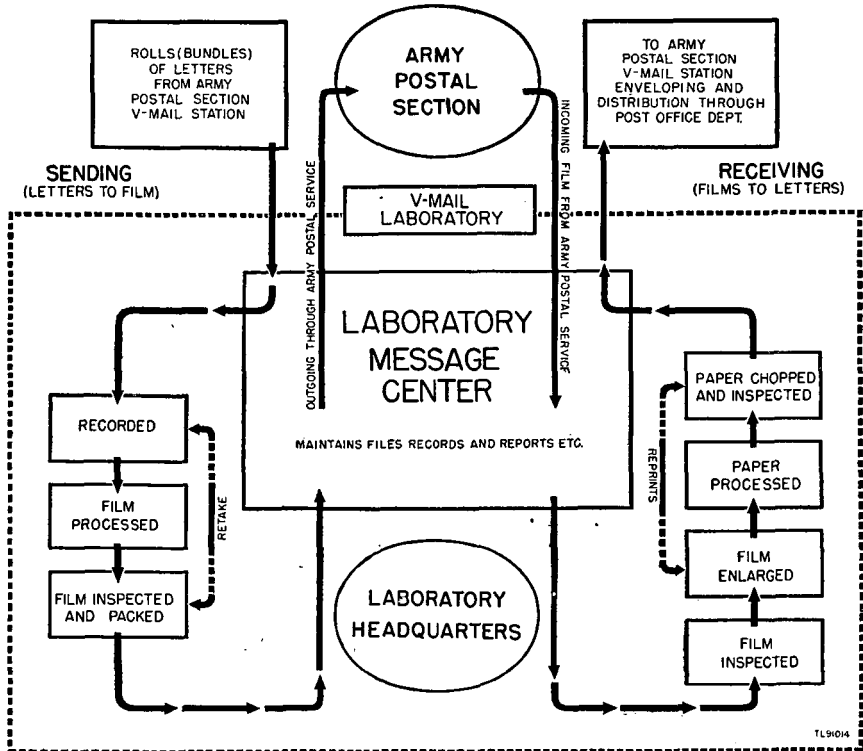 ROLLS (BUNDLES)
OF LETTERS
FROM ARMY
POSTAL SECTION
V-MAIL STATION
ARMY
POSTAL
SECTION
TO ARMY
POSTAL SECTION
V-MAIL STATION
ENVELOPING AND
DISTRIBUTION THROUGH
POST OFFICE DEPT.
SENDING
(LETTERS TO FILM)
RECEIVING
(FILMS TO LETTERS)
V-MAIL
LABORATORY
OUTGOING THROUGH ARMY POSTAL SERVICE
INCOMING FILM FROM ARMY POSTAL SERVICE
LABORATORY
MESSAGE
CENTER
MAINTAINS FILES RECORDS AND REPORTS ETC.
RECORDED
FILM
PROCESSED
FILM INSPECTED
AND PACKED
RETAKE
LABORATORY
HEADQUARTERS
PAPER CHOPPED
AND INSPECTED
PAPER
PROCESSED
FILM
ENLARGED
FILM
INSPECTED
REPRINTS
TL91014